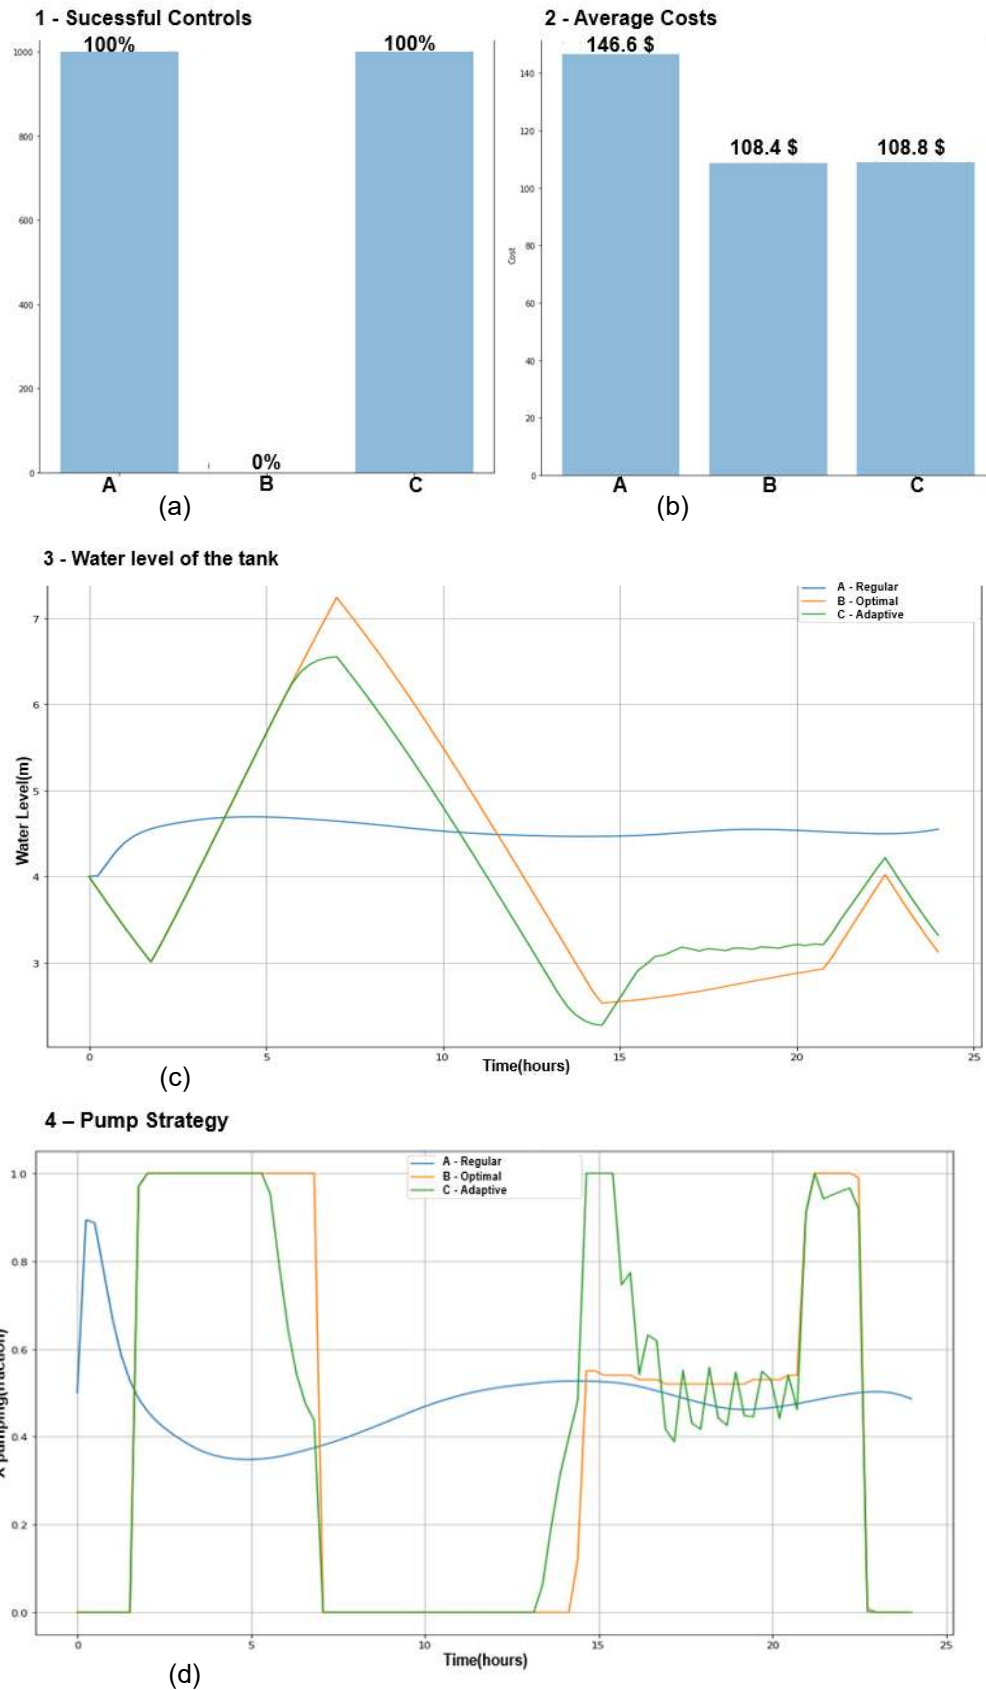 1 - Sucessful Controls
100%
100%
1000
800
600
400
200
0
0%
A
B
C
(a)
2 - Average Costs
146.6 $
108.4 $
108.8 $
140
120
100
80
60
40
20
0
Cost
A
B
C
(b)
3 - Water level of the tank
A - Regular
B - Optimal
C - Adaptive
7
6
5
4
3
Water Level(m)
0
5
10
15
20
25
Time(hours)
(c)
4 – Pump Strategy
A - Regular
B - Optimal
C - Adaptive
1.0
0.8
0.6
0.4
0.2
0.0
X pumping(fraction)
0
5
10
15
20
25
Time(hours)
(d)